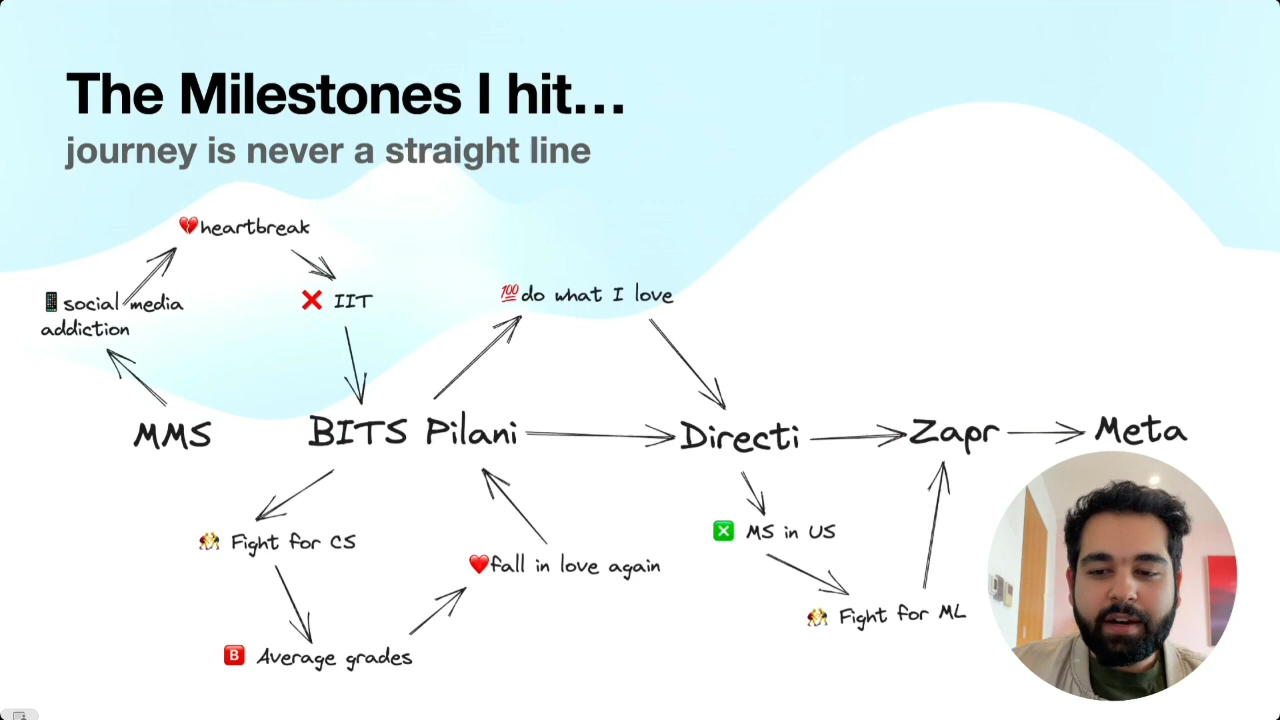 The Milestones I hit...
journey is never a straight line
💔heartbreak
📱social media
addiction
❌ IIT
💯do what I love
MMS
BITS Pilani
Directi
Zapr
Meta
🤼 Fight for CS
❤️fall in love again
❎ MS in US
🤼 Fight for ML
🅱️ Average grades